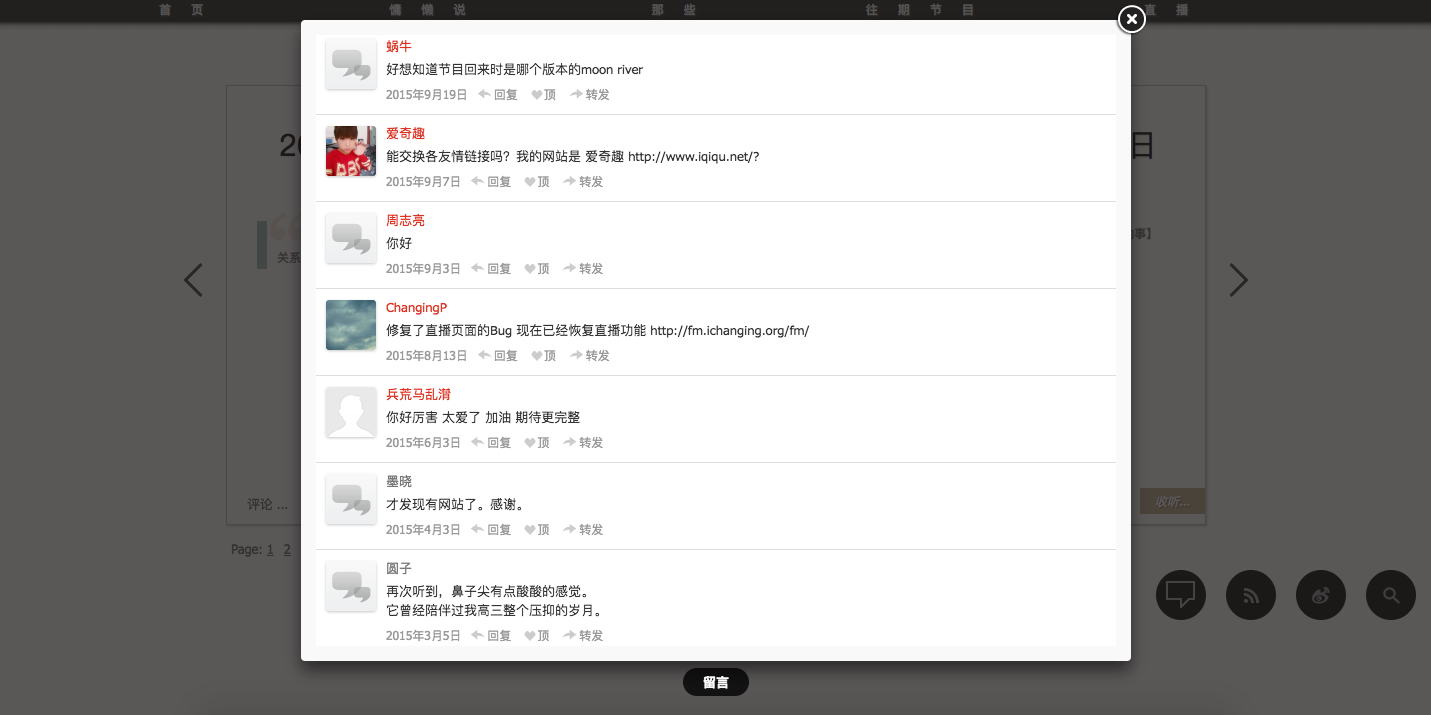 首 页
慵 懒 说
那 些
往 期 节 目
直 播
蜗牛
好想知道节目回来时是哪个版本的moon river
2015年9月19日 回复 顶 转发
爱奇趣
能交换各友情链接吗？我的网站是 爱奇趣 http://www.iqiqu.net/?
2015年9月7日 回复 顶 转发
周志亮
你好
2015年9月3日 回复 顶 转发
ChangingP
修复了直播页面的Bug 现在已经恢复直播功能 http://fm.ichanging.org/fm/
2015年8月13日 回复 顶 转发
兵荒马乱潸
你好厉害 太爱了 加油 期待更完整
2015年6月3日 回复 顶 转发
墨晓
才发现有网站了。感谢。
2015年4月3日 回复 顶 转发
圆子
再次听到，鼻子尖有点酸酸的感觉。
它曾经陪伴过我高三整个压抑的岁月。
2015年3月5日 回复 顶 转发
20
日
关系
事】
评论 ...
收听...
Page: 1 2
留言